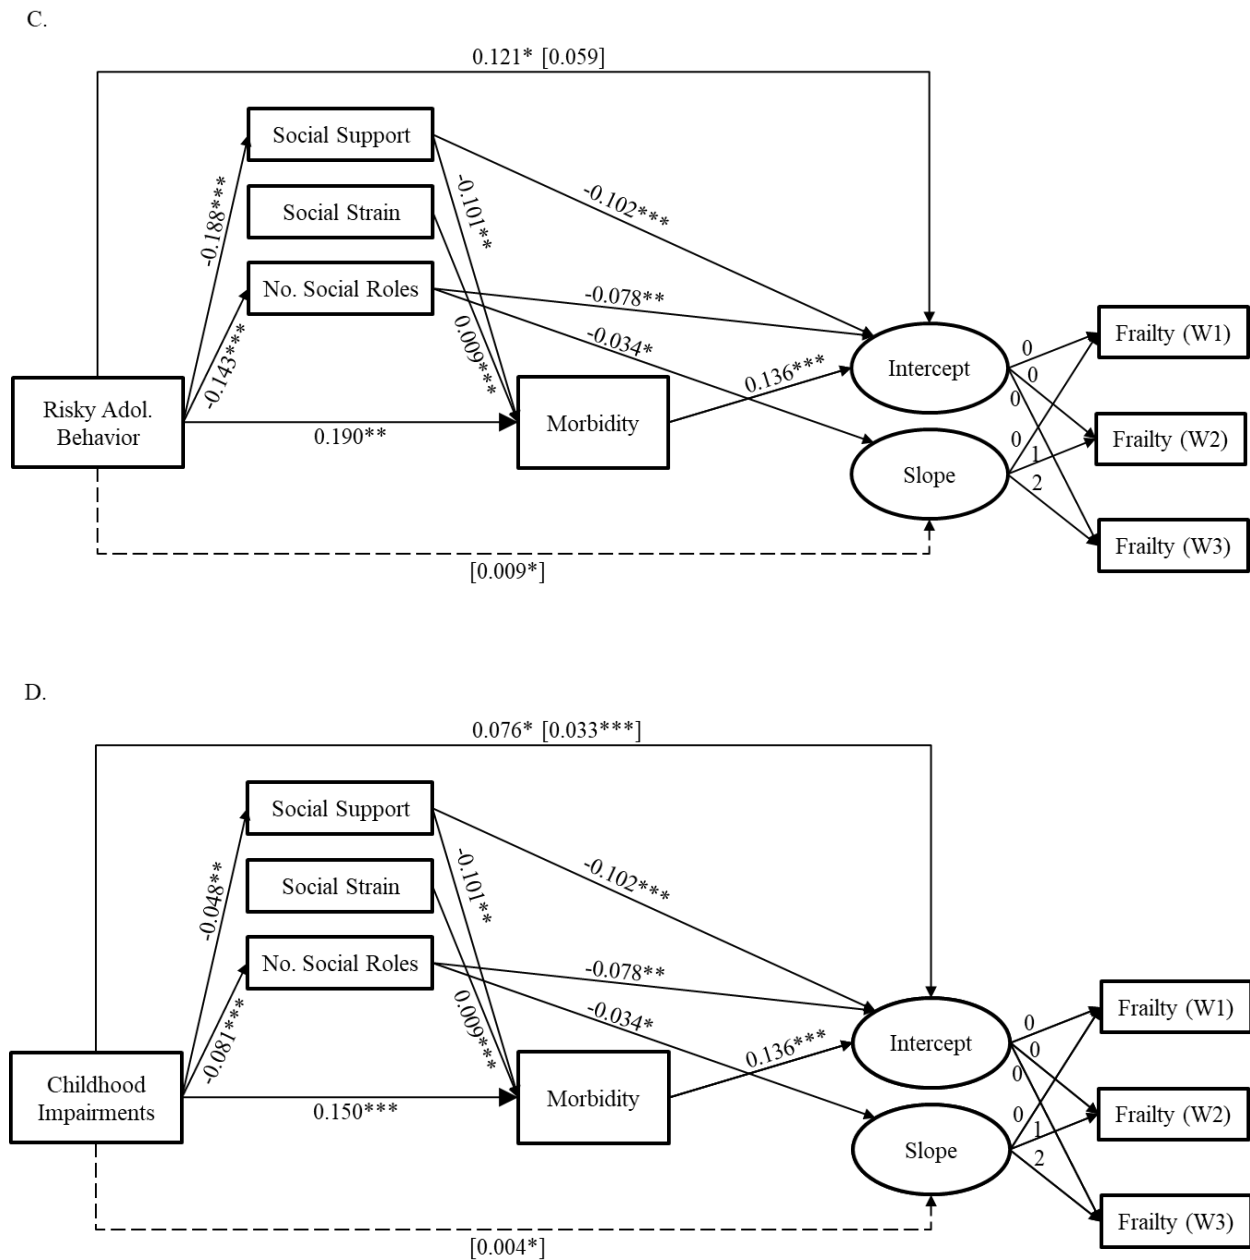 C.
0.121* [0.059]
Social Support
-0.188***
-0.101**
-0.102***
Social Strain
No. Social Roles
-0.143***
0.009***
-0.078**
-0.034*
Frailty (W1)
0
0
0
Intercept
0.136***
Risky Adol.
Behavior
0.190**
Morbidity
Frailty (W2)
0
1
2
Slope
Frailty (W3)
[0.009*]
D.
0.076* [0.033***]
Social Support
-0.048**
-0.101**
-0.102***
Social Strain
No. Social Roles
-0.081***
0.009***
-0.078**
-0.034*
Frailty (W1)
0
0
0
Intercept
0.136***
Childhood
Impairments
0.150***
Morbidity
Frailty (W2)
0
1
2
Slope
Frailty (W3)
[0.004*]